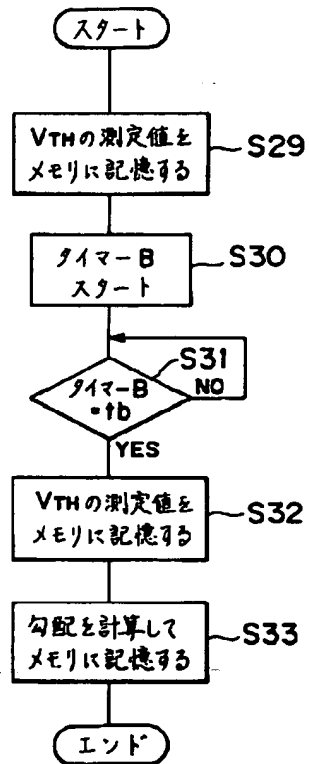 スタート
VTHの測定値を
メモリに記憶する
S29
タイマーB
スタート
S30
S31
タイマーB
=tb
NO
YES
VTHの測定値を
メモリに記憶する
S32
勾配を計算して
メモリに記憶する
S33
エンド